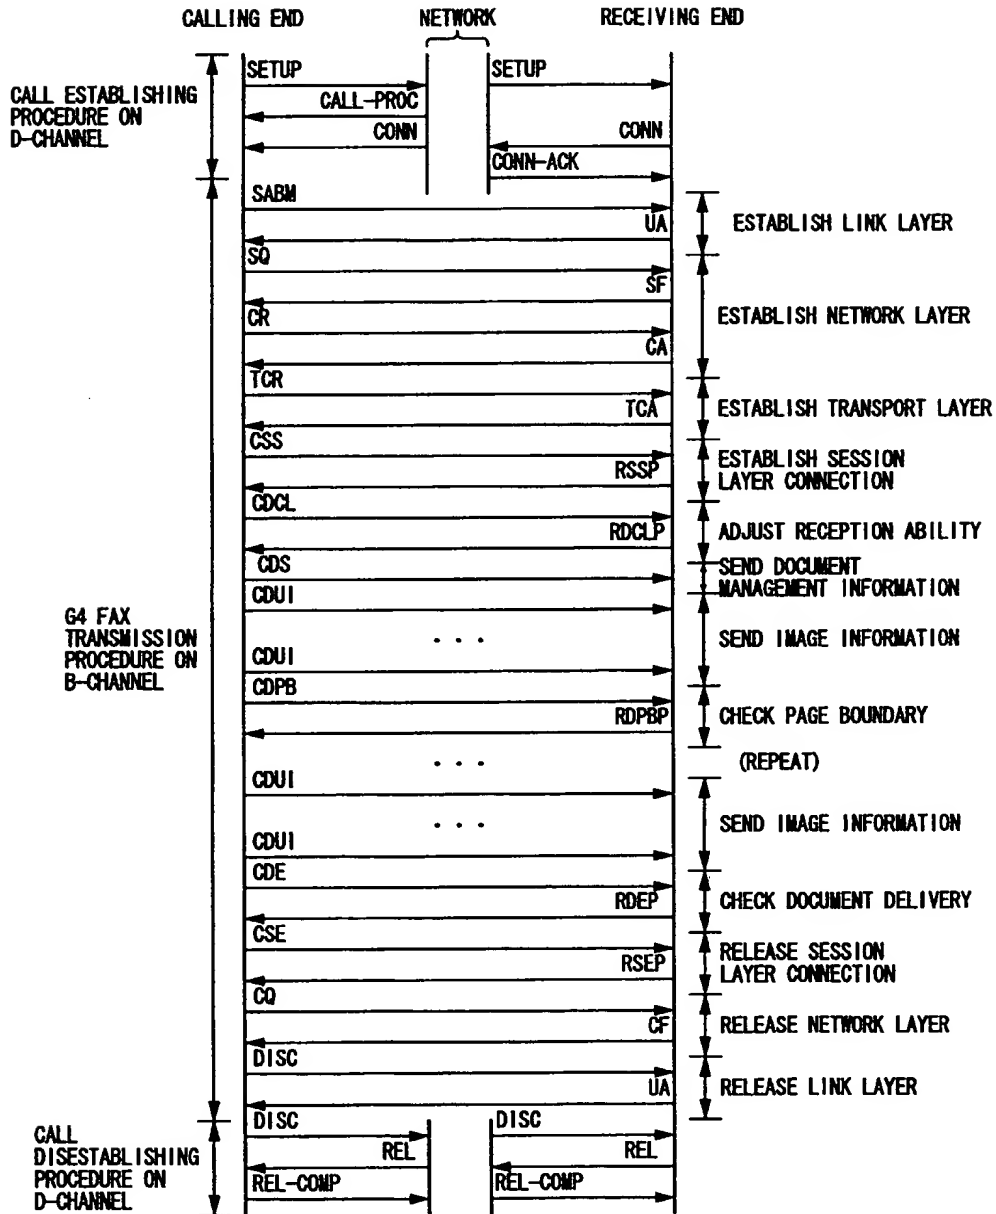 CALLING END NETWORK RECEIVING END
SETUP SETUP
CALL-PROC
CALL ESTABLISHING
PROCEDURE ON
D-CHANNEL
CONN CONN
CONN-ACK
SABM
UA
ESTABLISH LINK LAYER
SQ
SF
CR
ESTABLISH NETWORK LAYER
CA
TCR
TCA
ESTABLISH TRANSPORT LAYER
CSS
RSSP
ESTABLISH SESSION
LAYER CONNECTION
CDCL
RDCLP
ADJUST RECEPTION ABILITY
CDS
SEND DOCUMENT
MANAGEMENT INFORMATION
CDUI
G4 FAX
TRANSMISSION
PROCEDURE ON
B-CHANNEL
. . .
SEND IMAGE INFORMATION
CDUI
CDPB
RDPBP
CHECK PAGE BOUNDARY
. . .
(REPEAT)
CDUI
. . .
SEND IMAGE INFORMATION
CDUI
CDE
RDEP
CHECK DOCUMENT DELIVERY
CSE
RSEP
RELEASE SESSION
LAYER CONNECTION
CQ
CF
RELEASE NETWORK LAYER
DISC
UA
RELEASE LINK LAYER
DISC DISC
CALL
DISESTABLISHING
PROCEDURE ON
D-CHANNEL
REL REL
REL-COMP REL-COMP